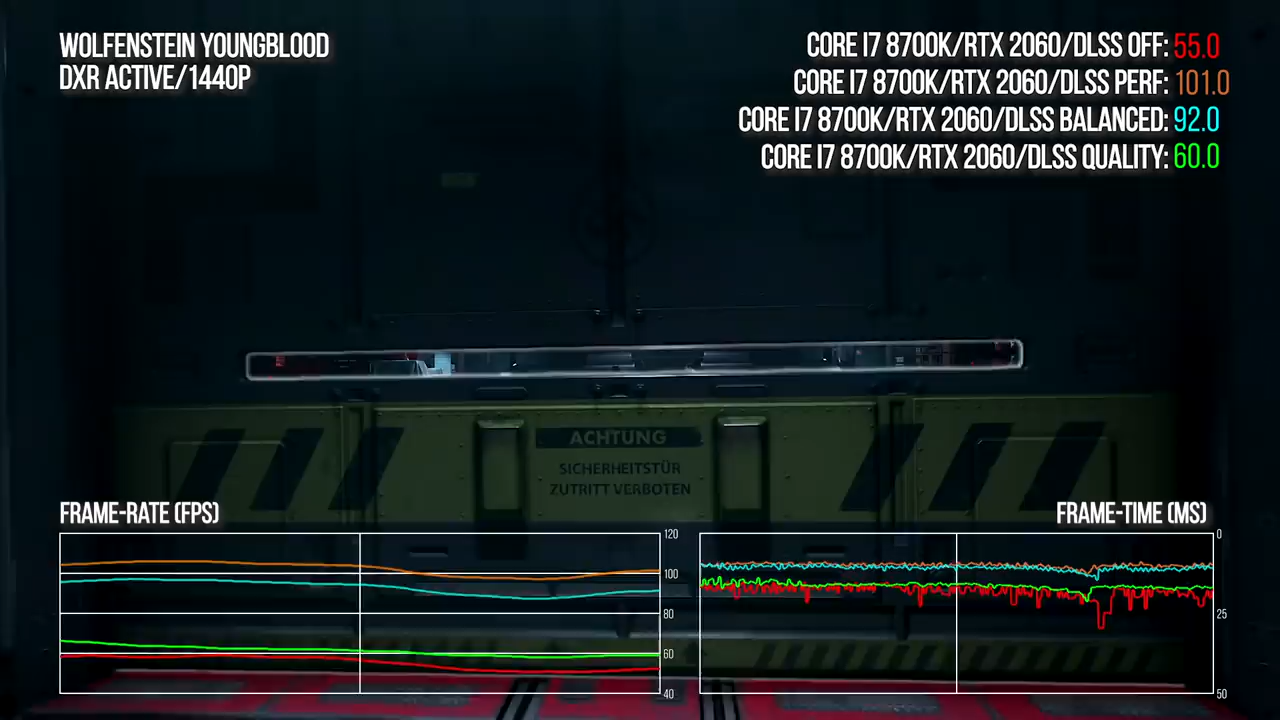 WOLFENSTEIN YOUNGBLOOD
DXR ACTIVE/1440P
CORE I7 8700K/RTX 2060/DLSS OFF: 55.0
CORE I7 8700K/RTX 2060/DLSS PERF: 101.0
CORE I7 8700K/RTX 2060/DLSS BALANCED: 92.0
CORE I7 8700K/RTX 2060/DLSS QUALITY: 60.0
ACHTUNG
SICHERHEITSTÜR
ZUTRITT VERBOTEN
FRAME-RATE (FPS)
120
100
80
60
40
FRAME-TIME (MS)
0
25
50